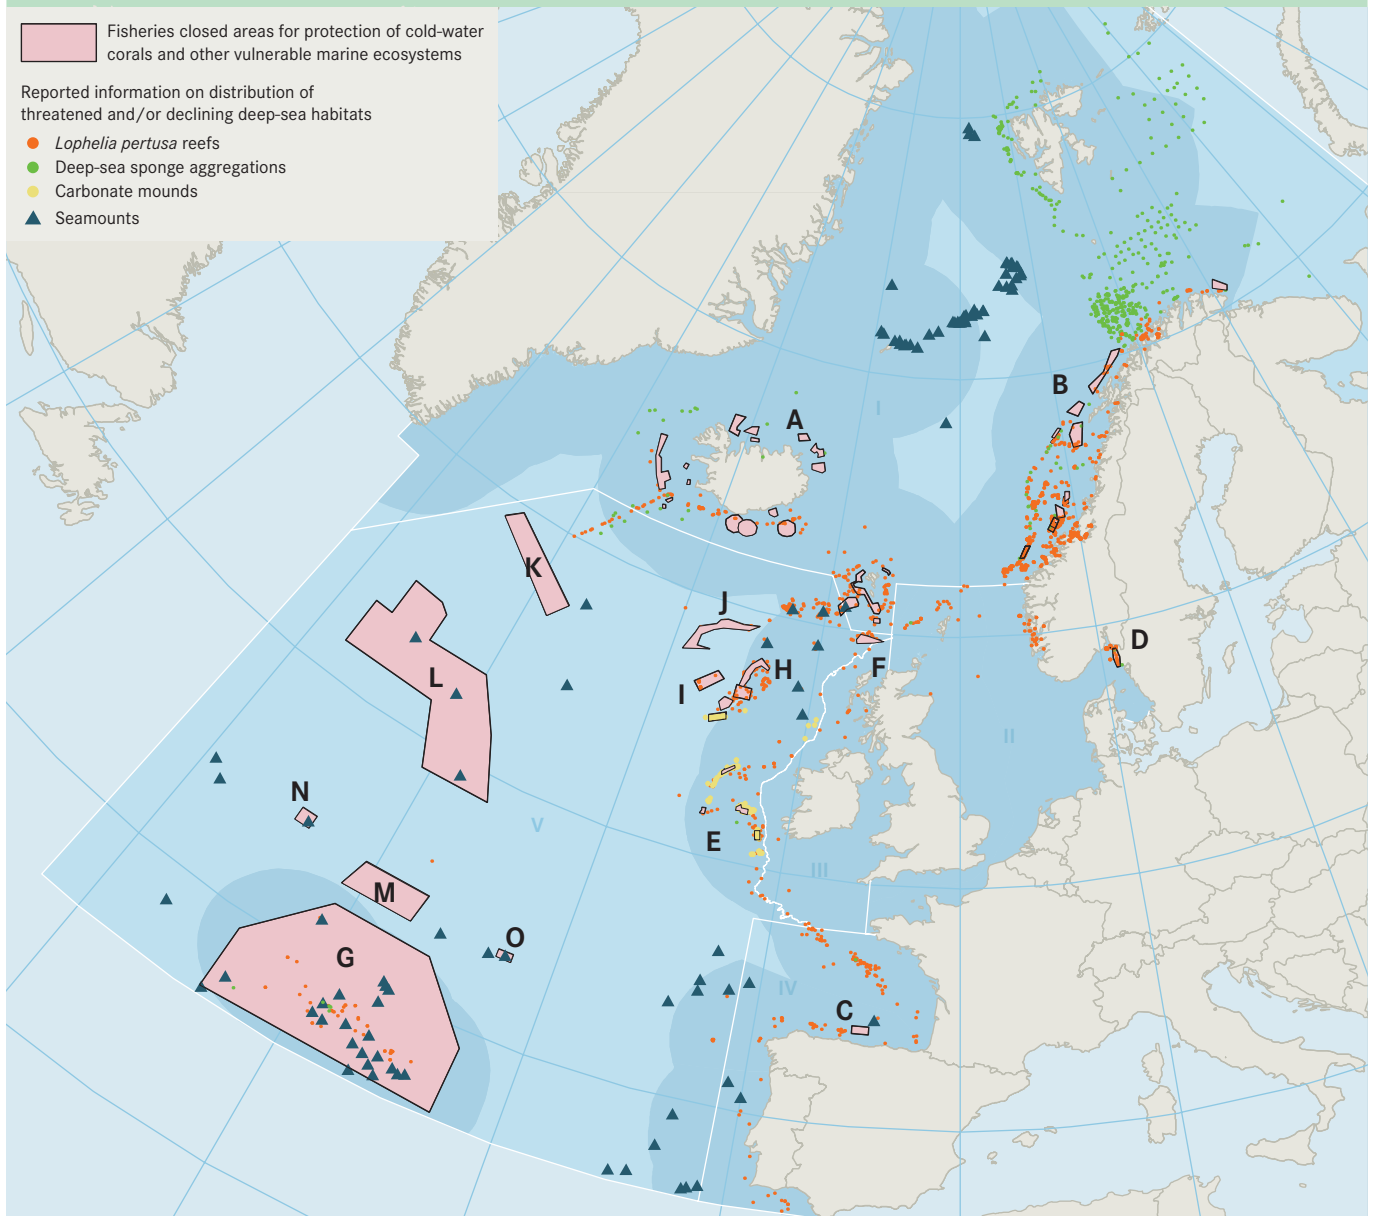 Fisheries closed areas for protection of cold-water
corals and other vulnerable marine ecosystems
Reported information on distribution of
threatened and/or declining deep-sea habitats
Lophelia pertusa reefs
Deep-sea sponge aggregations
Carbonate mounds
Seamounts
B
I
A
K
J
D
H
F
L
I
II
N
V
E
III
M
O
G
IV
C